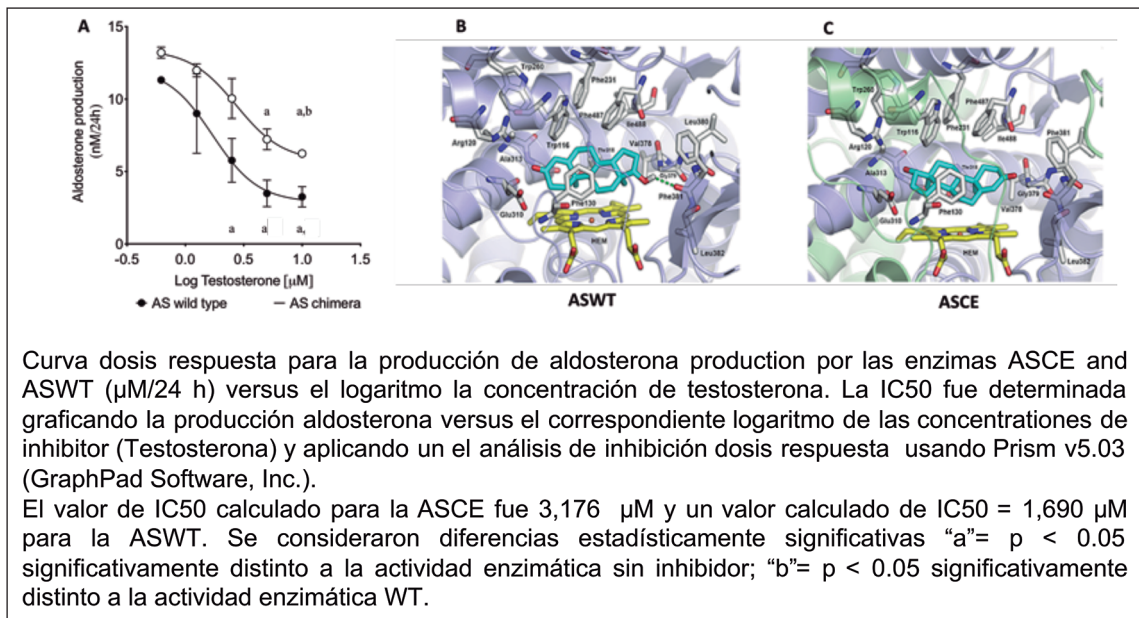 A
15
10
5
0
Aldosterone production
(nM/24h)
a
a,b
a
a
a,
-0.5
0.0
0.5
1.0
1.5
Log Testosterone [µM]
AS wild type
AS chimera
B
Trp260
Phe231
Phe487
Ile488
Leu380
Arg120
Trp116
Ala313
Val378
Gly379
Phe130
Phe381
Glu310
HEM
Leu382
ASWT
C
Trp260
Phe487
Trp116
Phe231
Ile488
Phe381
Arg120
Ala313
Gly379
Phe130
Val378
Glu310
HEM
Leu382
ASCE
Curva dosis respuesta para la producción de aldosterona production por las enzimas ASCE and
ASWT (µM/24 h) versus el logaritmo la concentración de testosterona. La IC50 fue determinada
graficando la producción aldosterona versus el correspondiente logaritmo de las concentrationes de
inhibitor (Testosterona) y aplicando un el análisis de inhibición dosis respuesta usando Prism v5.03
(GraphPad Software, Inc.).
El valor de IC50 calculado para la ASCE fue 3,176 µM y un valor calculado de IC50 = 1,690 µM
para la ASWT. Se consideraron diferencias estadísticamente significativas “a”= p < 0.05
significativamente distinto a la actividad enzimática sin inhibidor; “b”= p < 0.05 significativamente
distinto a la actividad enzimática WT.